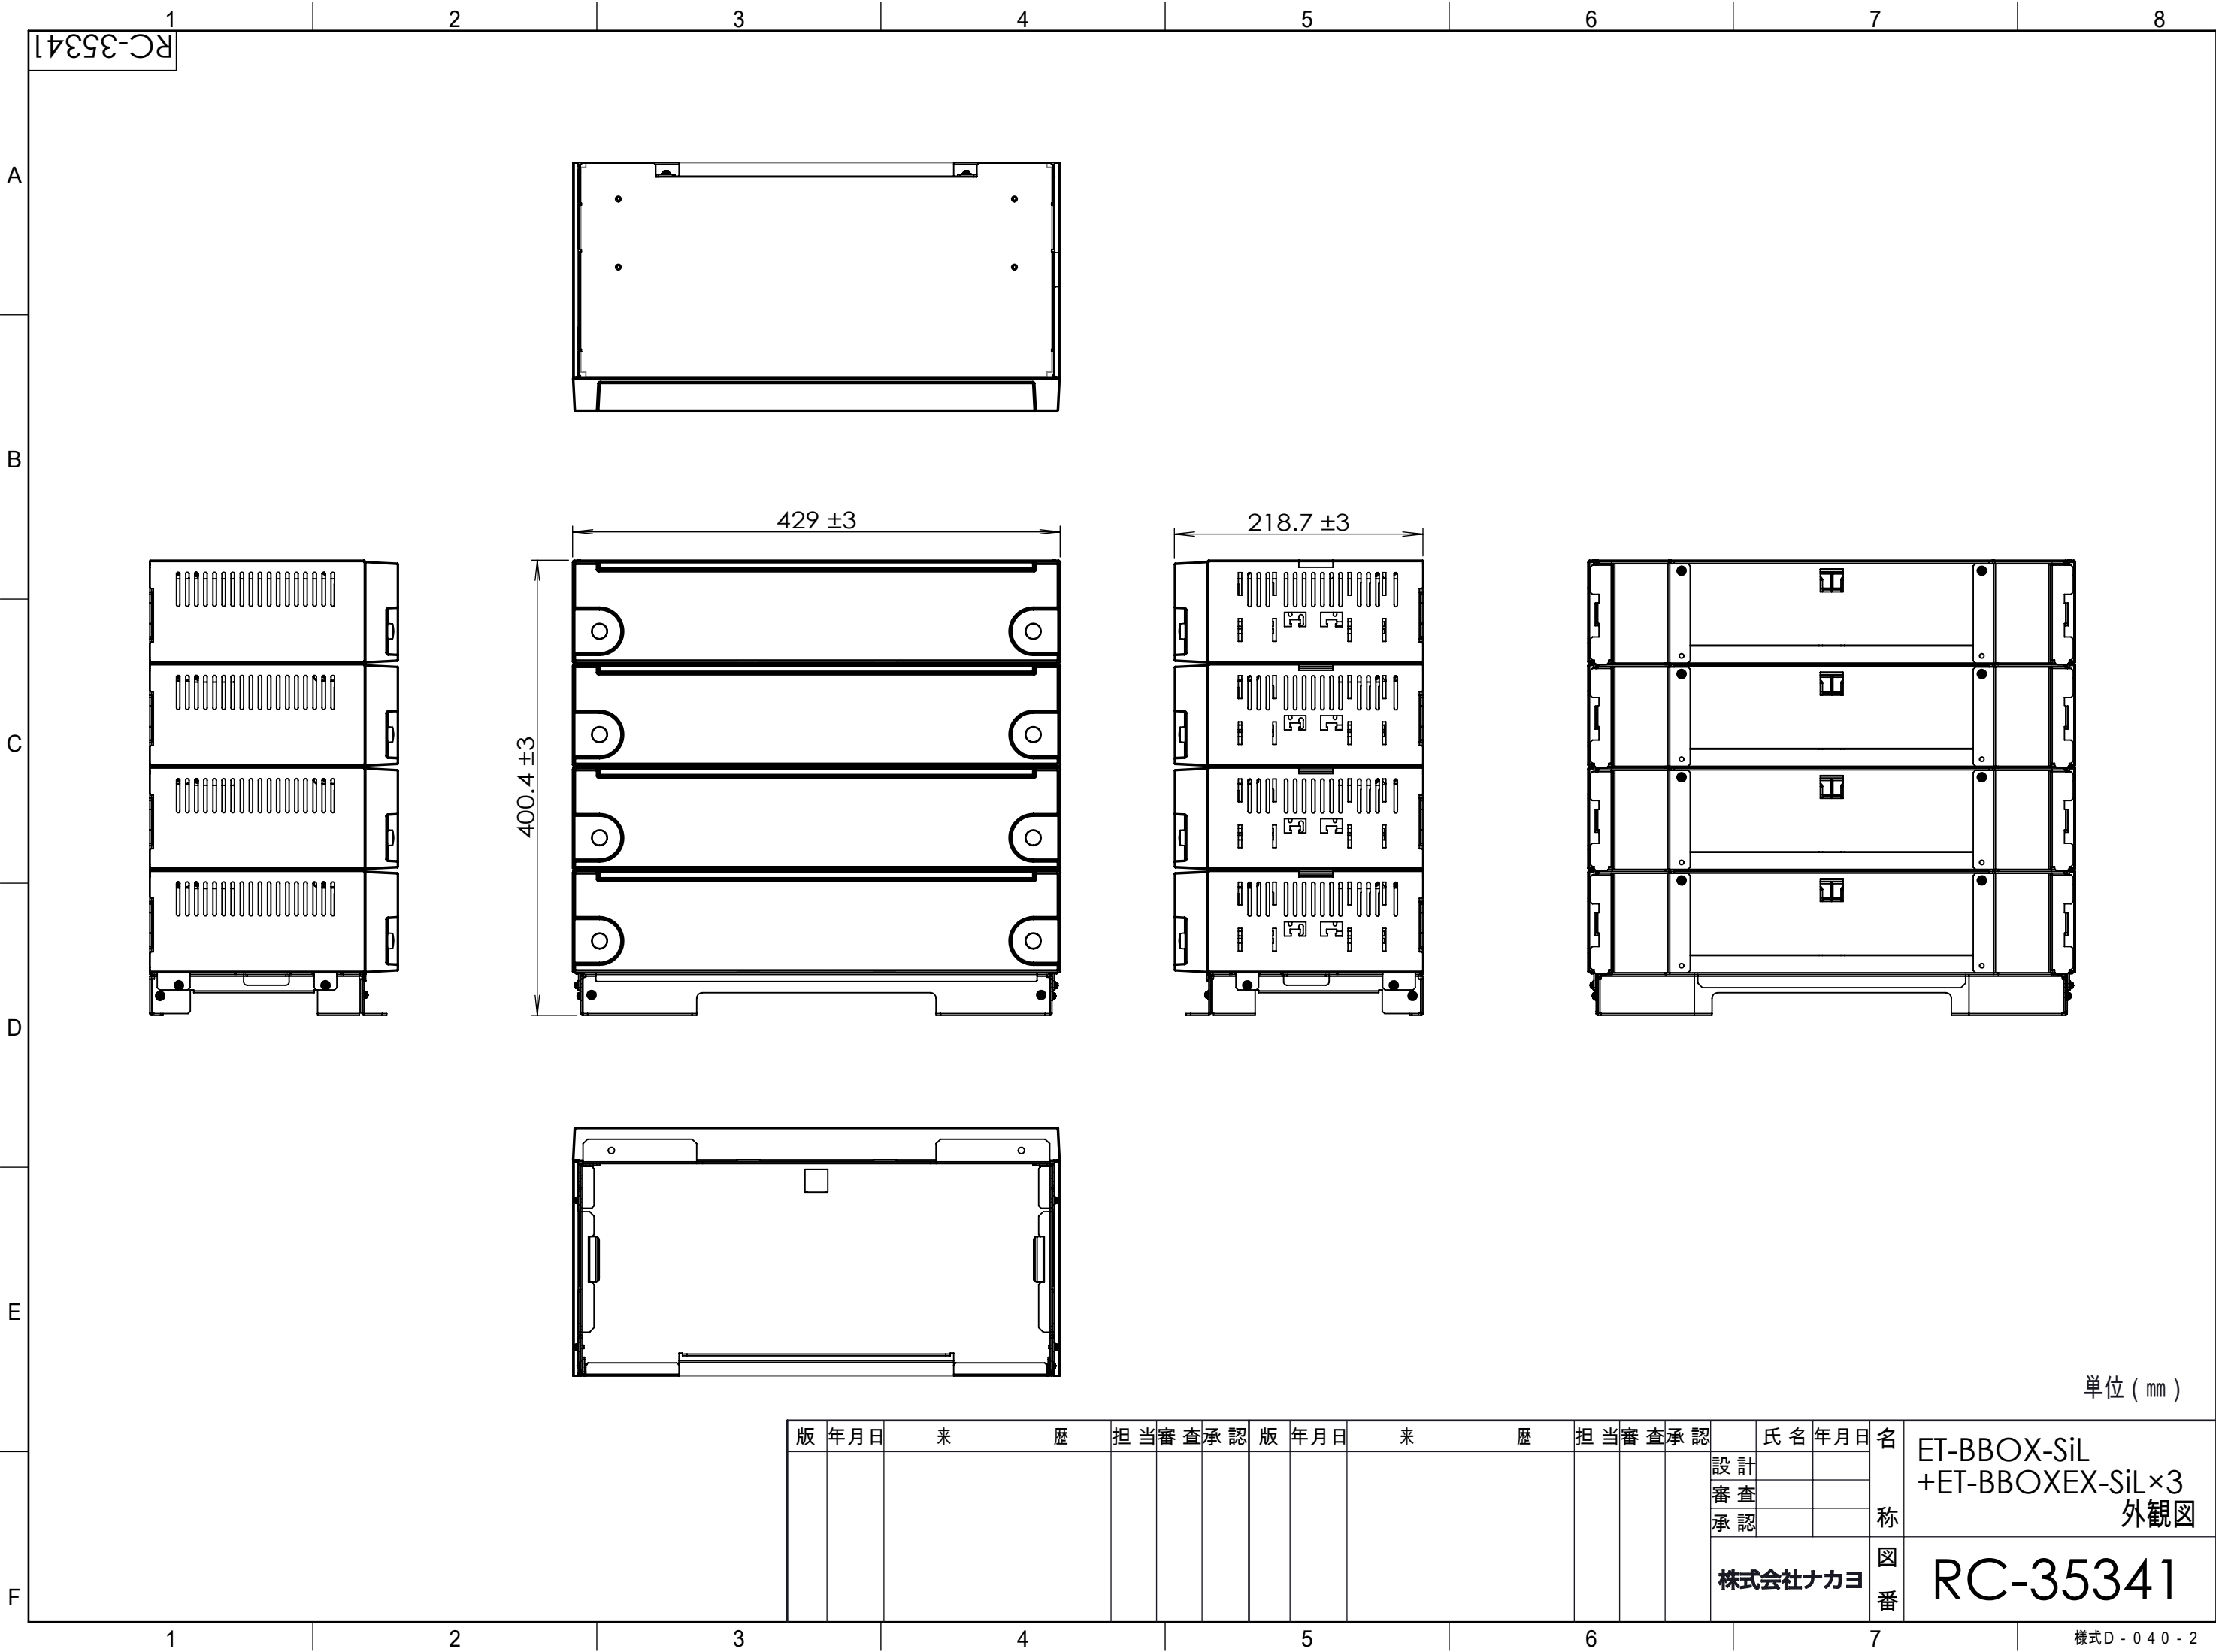 1 2 3 4 5 6 7 8
RC-35341
A
B
429 ±3
218.7 ±3
400.4 ±3
C
D
E
単位(㎜)
版 年月日 来 歴 担当 審査 承認 版 年月日 来 歴 担当 審査 承認 氏名 年月日 名称
設計
審査
承認
ET-BBOX-SiL
+ET-BBOXEX-SiL×3
外観図
株式会社ナカヨ
図番
RC-35341
F
1 2 3 4 5 6 7
様式D-040-2